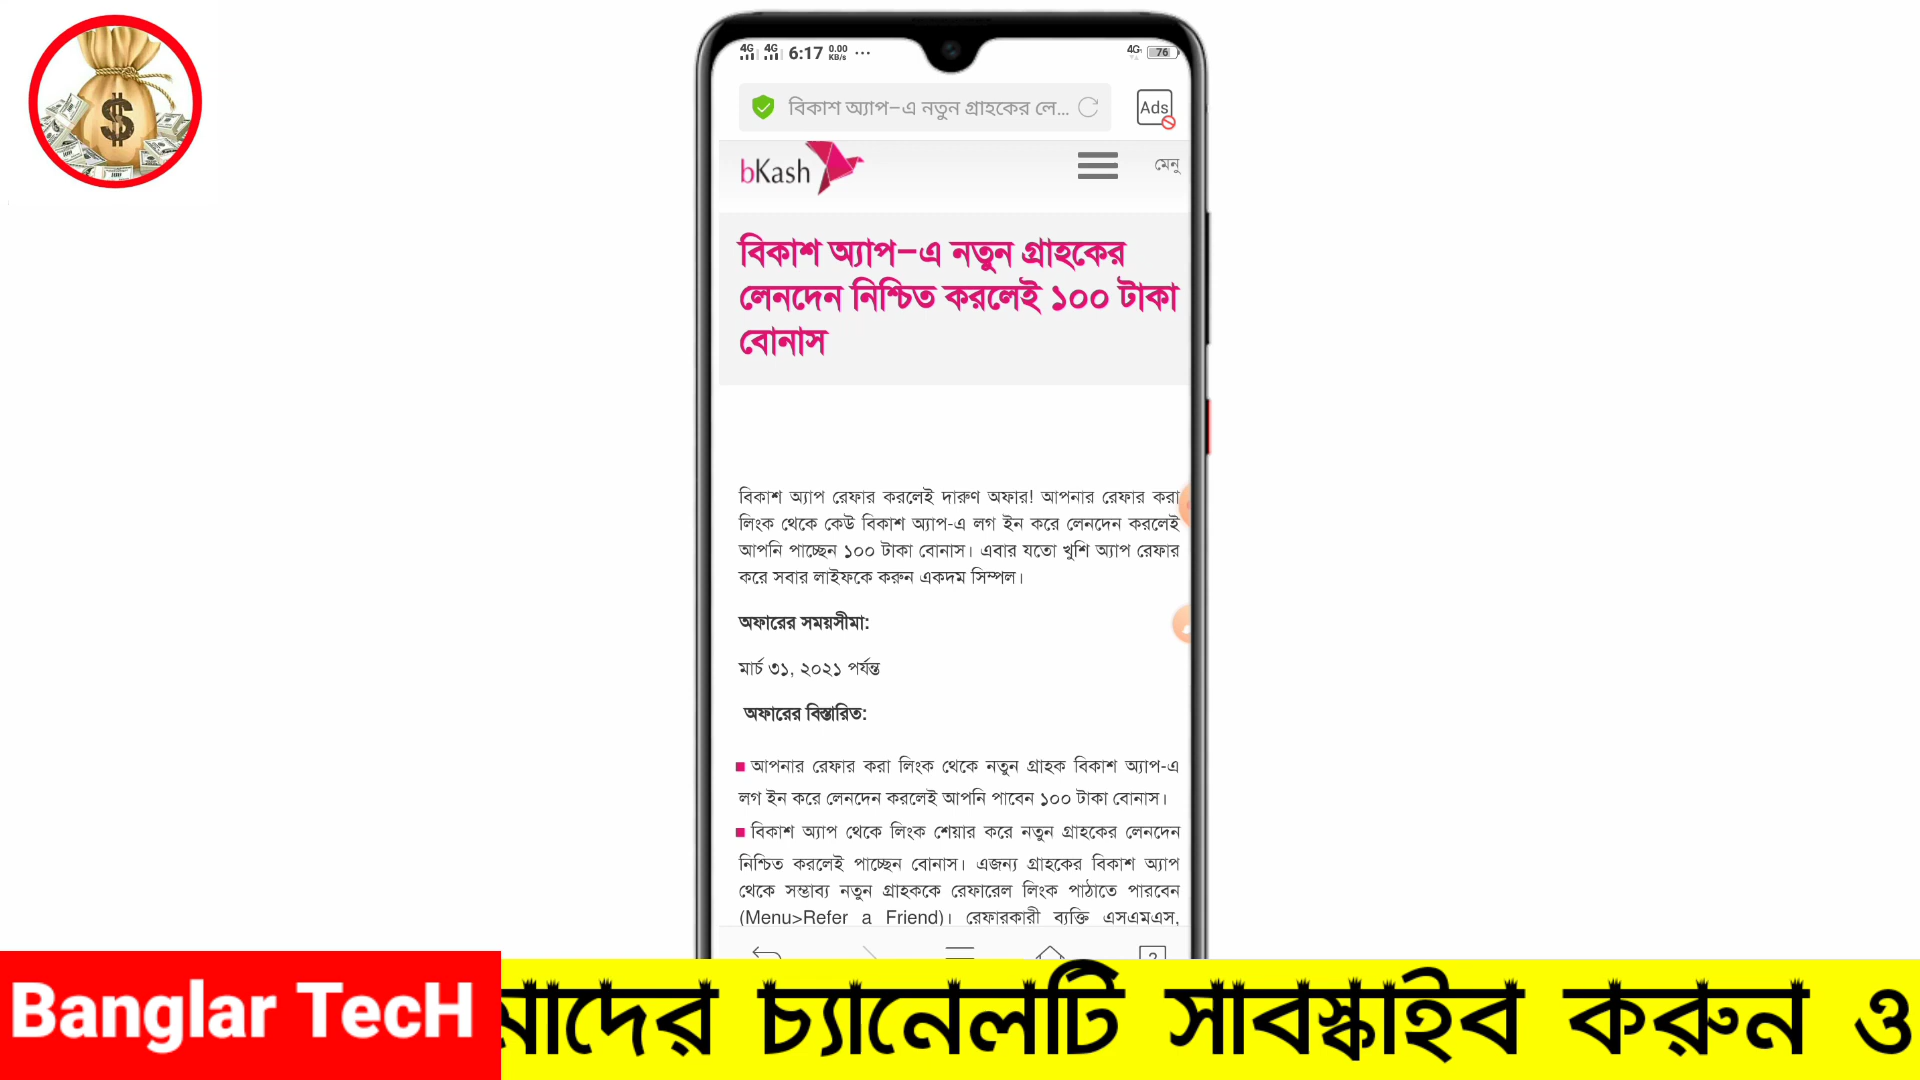 4G 4G 6:17 0.00 KB/s ... 4G 76
বিকাশ অ্যাপ-এ নতুন গ্রাহকের লে... Ads
bKash মেনু
বিকাশ অ্যাপ-এ নতুন গ্রাহকের
লেনদেন নিশ্চিত করলেই ১০০ টাকা
বোনাস
বিকাশ অ্যাপ রেফার করলেই দারুণ অফার! আপনার রেফার করা
লিংক থেকে কেউ বিকাশ অ্যাপ-এ লগ ইন করে লেনদেন করলেই
আপনি পাচ্ছেন ১০০ টাকা বোনাস। এবার যতো খুশি অ্যাপ রেফার
করে সবার লাইফকে করুন একদম সিম্পল।
অফারের সময়সীমা:
মার্চ ৩১, ২০২১ পর্যন্ত
অফারের বিস্তারিত:
আপনার রেফার করা লিংক থেকে নতুন গ্রাহক বিকাশ অ্যাপ-এ
লগ ইন করে লেনদেন করলেই আপনি পাবেন ১০০ টাকা বোনাস।
বিকাশ অ্যাপ থেকে লিংক শেয়ার করে নতুন গ্রাহকের লেনদেন
নিশ্চিত করলেই পাচ্ছেন বোনাস। এজন্য গ্রাহকের বিকাশ অ্যাপ
থেকে সম্ভাব্য নতুন গ্রাহককে রেফারেল লিংক পাঠাতে পারবেন
(Menu>Refer a Friend)। রেফারকারী ব্যক্তি এসএমএস,
Banglar TecH মাদের চ্যানেলটি সাবস্কাইব করুন ও